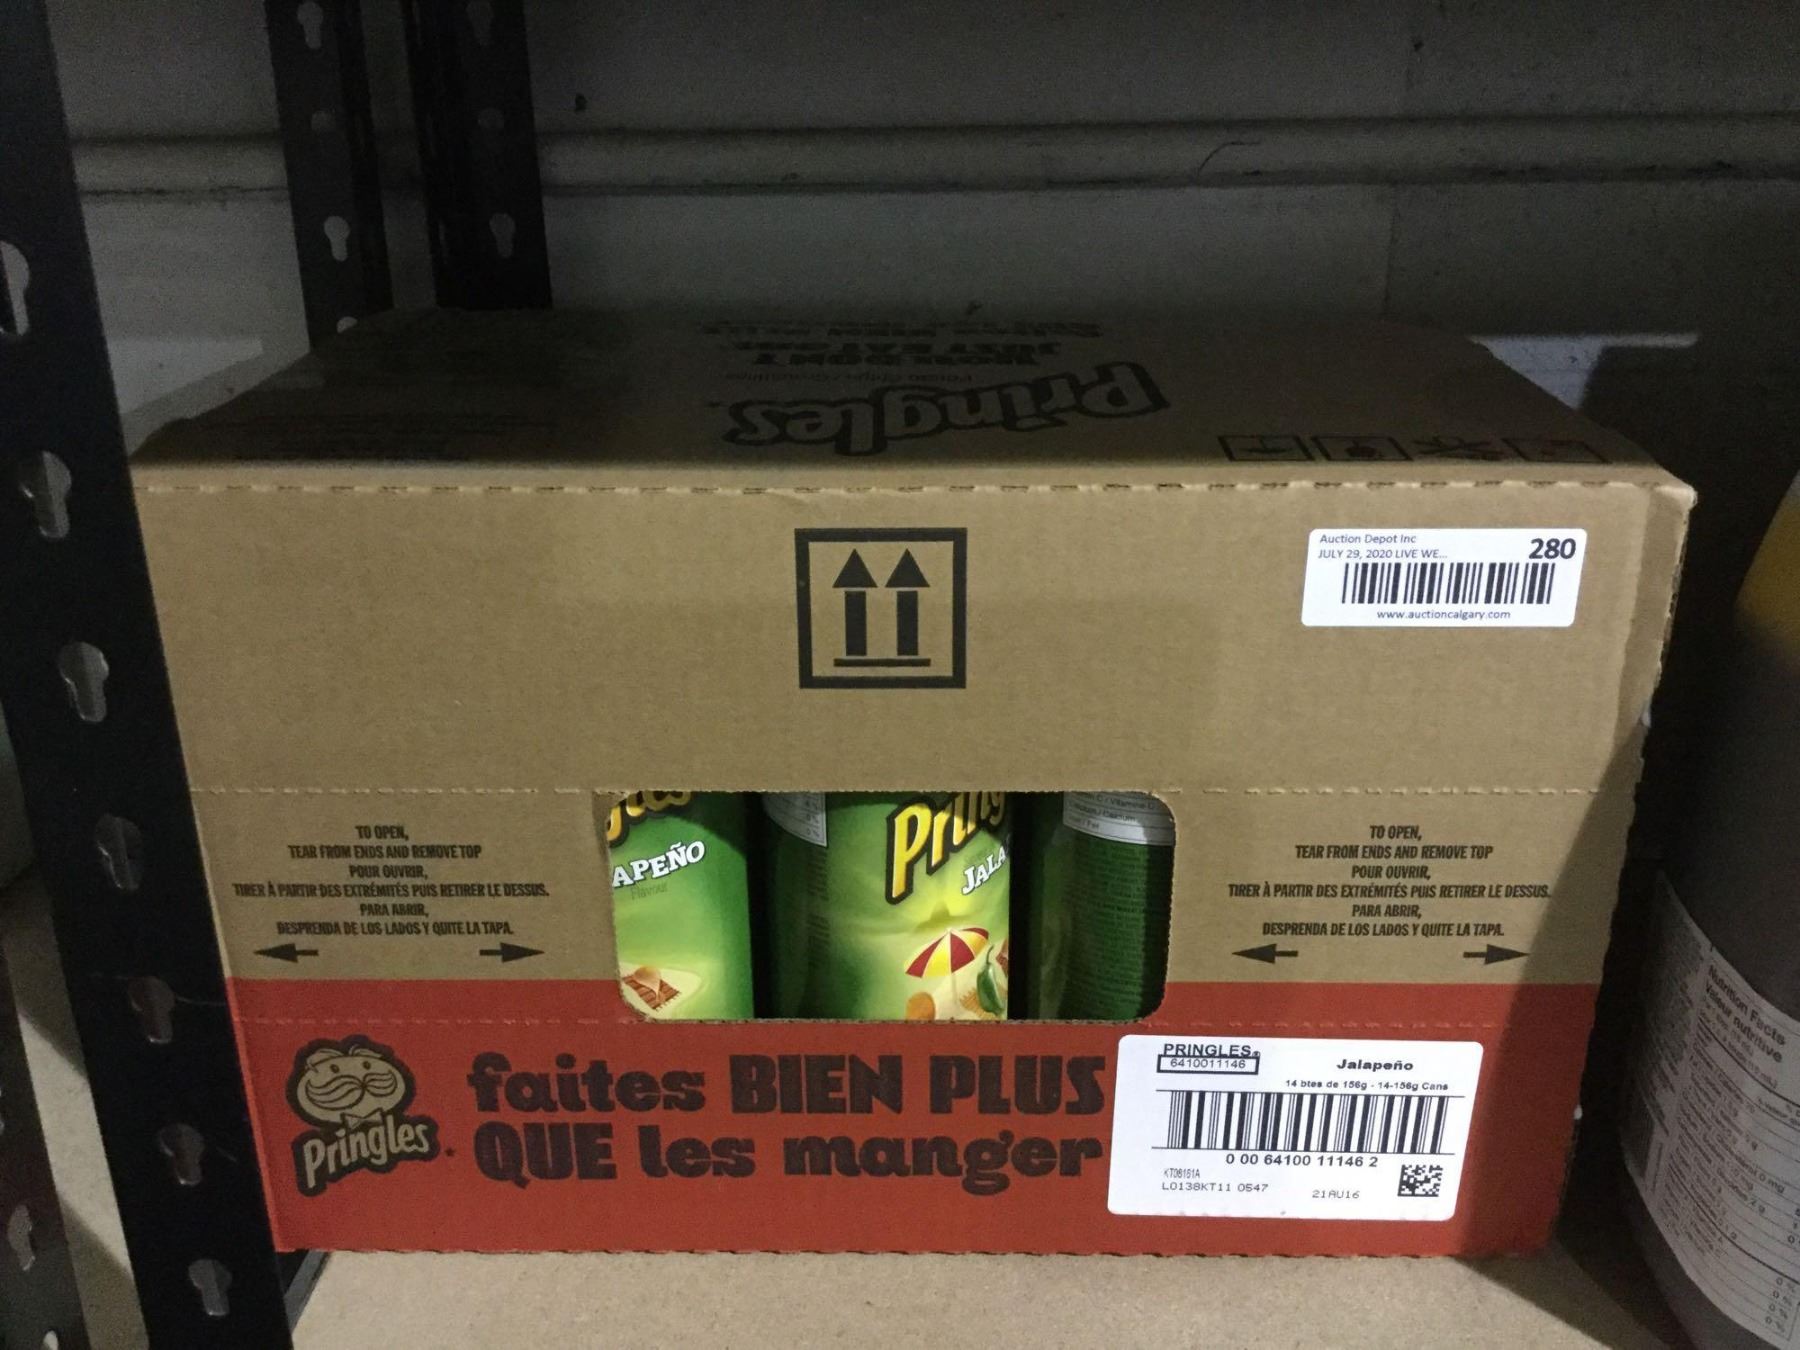 Pringles
Auction Depot Inc
JULY 29, 2020 LIVE WE...
280
www.auctioncalgary.com
TO OPEN,
TEAR FROM ENDS AND REMOVE TOP
POUR OUVRIR,
TIRER À PARTIR DES EXTRÉMITÉS PUIS RETIRER LE DESSUS.
PARA ABRIR,
DESPRENDA DE LOS LADOS Y QUITE LA TAPA.
APEÑO
Flavour
Pring
JALA
TO OPEN,
TEAR FROM ENDS AND REMOVE TOP
POUR OUVRIR,
TIRER À PARTIR DES EXTRÉMITÉS PUIS RETIRER LE DESSUS.
PARA ABRIR,
DESPRENDA DE LOS LADOS Y QUITE LA TAPA.
Pringles
faites BIEN PLUS
QUE les manger
PRINGLES®
6410011146
Jalapeño
14 btes de 156g - 14-156g Cans
0 00 64100 11146 2
KT08161A
L0138KT11 0547
21AU16
Nutrition Facts
Valeur nutritive